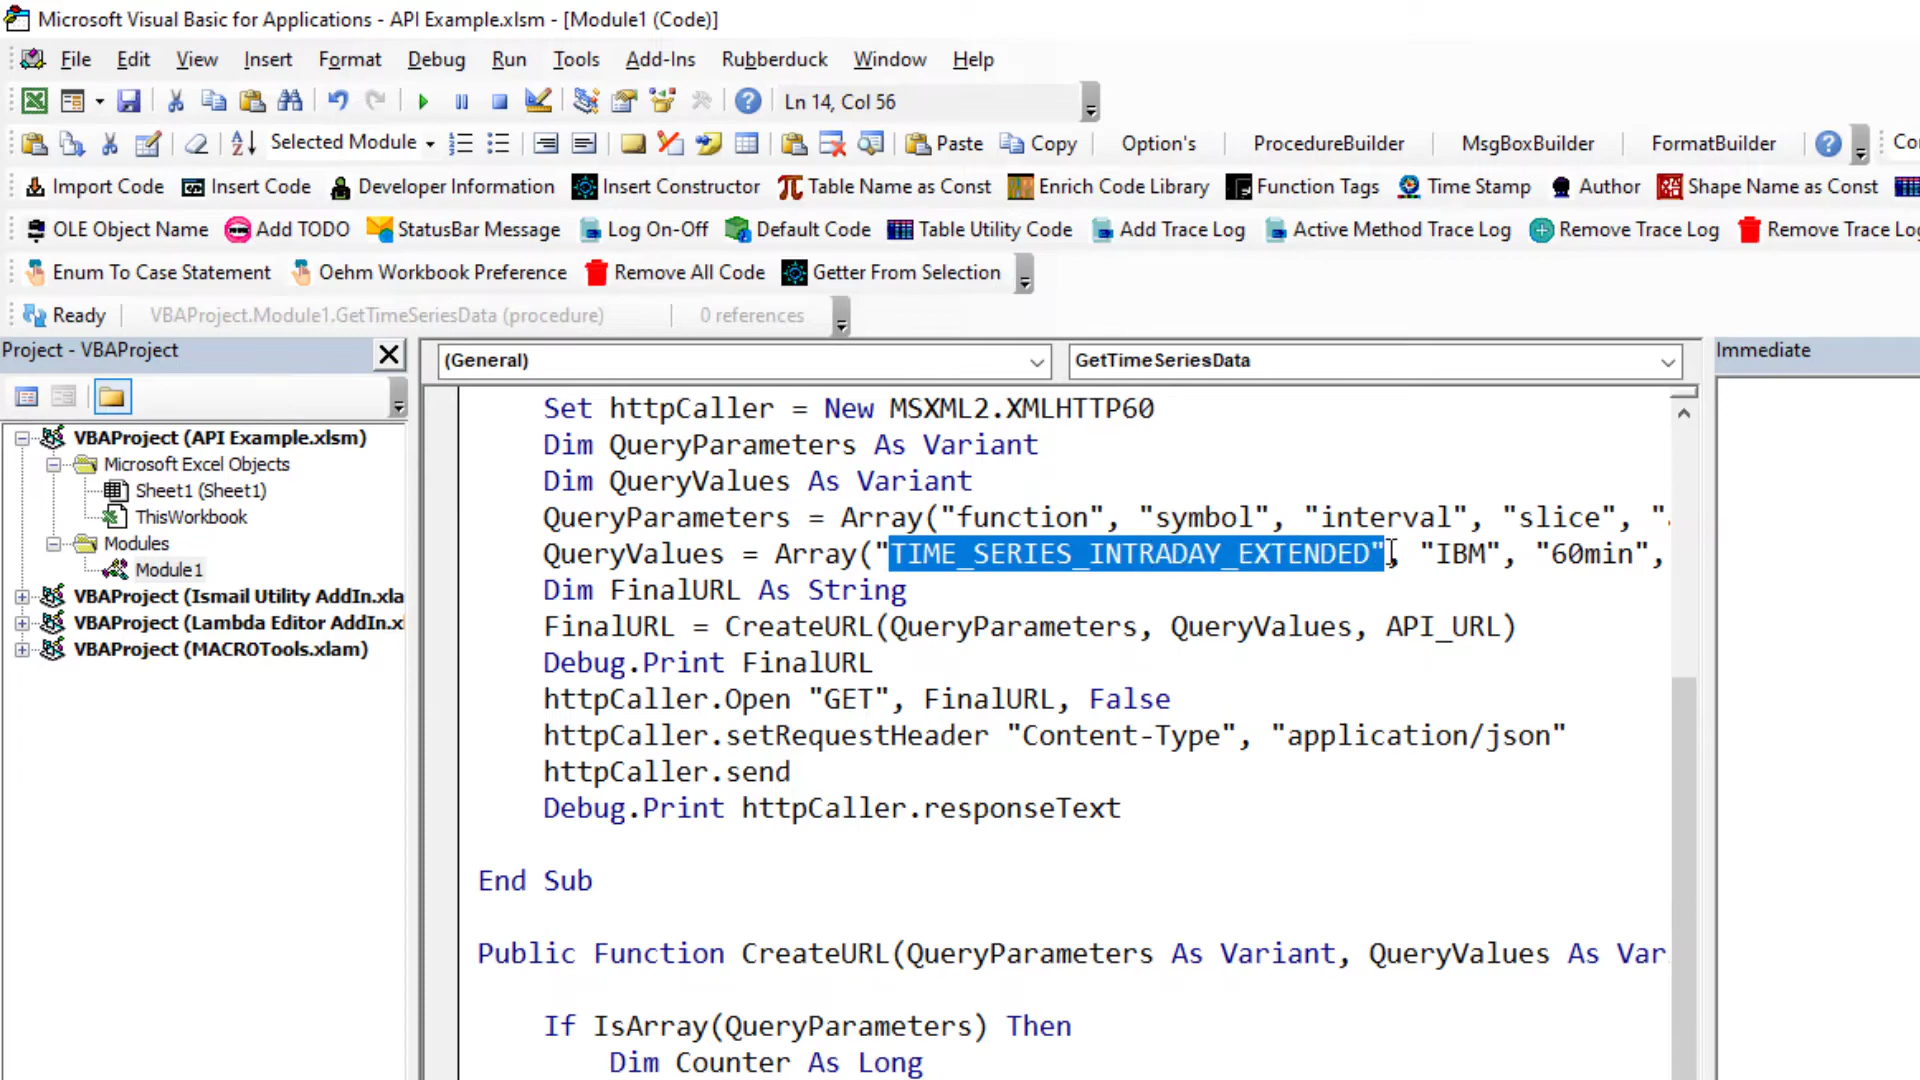 Microsoft Visual Basic for Applications - API Example.xlsm - [Module1 (Code)]
File Edit View Insert Format Debug Run Tools Add-Ins Rubberduck Window Help
Ln 14, Col 56
Selected Module Paste Copy Option's ProcedureBuilder MsgBoxBuilder FormatBuilder
Import Code Insert Code Developer Information Insert Constructor Table Name as Const Enrich Code Library Function Tags Time Stamp Author Shape Name as Const
OLE Object Name Add TODO StatusBar Message Log On-Off Default Code Table Utility Code Add Trace Log Active Method Trace Log Remove Trace Log Remove Trace Log
Enum To Case Statement Oehm Workbook Preference Remove All Code Getter From Selection
Ready VBAProject.Module1.GetTimeSeriesData (procedure) 0 references
Project - VBAProject
VBAProject (API Example.xlsm)
Microsoft Excel Objects
Sheet1 (Sheet1)
ThisWorkbook
Modules
Module1
VBAProject (Ismail Utility AddIn.xla
VBAProject (Lambda Editor AddIn.xl
VBAProject (MACROTools.xlam)
(General) GetTimeSeriesData
Set httpCaller = New MSXML2.XMLHTTP60
Dim QueryParameters As Variant
Dim QueryValues As Variant
QueryParameters = Array("function", "symbol", "interval", "slice", "
QueryValues = Array("TIME_SERIES_INTRADAY_EXTENDED", "IBM", "60min",
Dim FinalURL As String
FinalURL = CreateURL(QueryParameters, QueryValues, API_URL)
Debug.Print FinalURL
httpCaller.Open "GET", FinalURL, False
httpCaller.setRequestHeader "Content-Type", "application/json"
httpCaller.send
Debug.Print httpCaller.responseText
End Sub
Public Function CreateURL(QueryParameters As Variant, QueryValues As Var
If IsArray(QueryParameters) Then
Dim Counter As Long
Immediate